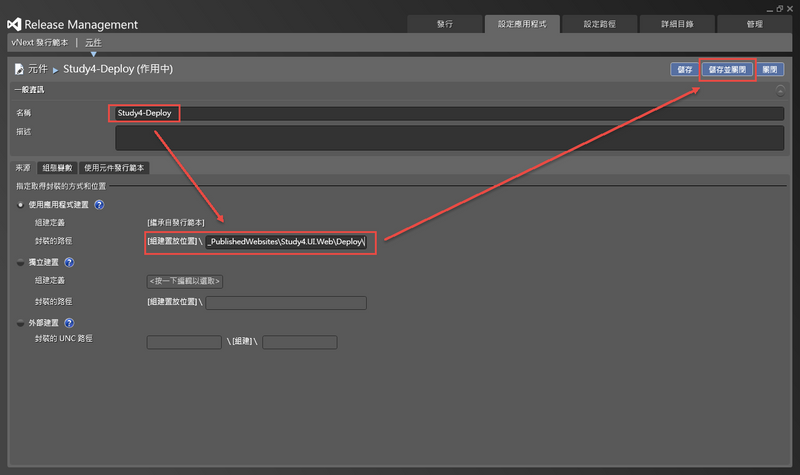 Release Management
發行
設定應用程式
設定路徑
詳細目錄
管理
vNext 發行範本 | 元件
元件 ▸ Study4-Deploy (作用中)
儲存
儲存並關閉
關閉
一般資訊
名稱
Study4-Deploy
描述
來源
組態變數
使用元件發行範本
指定取得封裝的方式和位置
使用應用程式建置 ?
組建定義
[繼承自發行範本]
封裝的路徑
[組建置放位置] \ _PublishedWebsites\Study4.UI.Web\Deploy\
獨立建置 ?
組建定義
<按一下編輯以選取>
封裝的路徑
[組建置放位置] \
外部建置 ?
封裝的 UNC 路徑
\ [組建] \